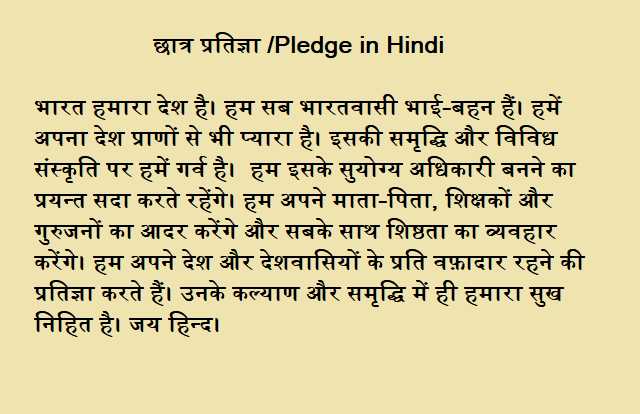 छात्र प्रतिज्ञा /Pledge in Hindi
भारत हमारा देश है। हम सब भारतवासी भाई-बहन हैं। हमें
अपना देश प्राणों से भी प्यारा है। इसकी समृद्धि और विविध
संस्कृति पर हमें गर्व है।  हम इसके सुयोग्य अधिकारी बनने का
प्रयन्त सदा करते रहेंगे। हम अपने माता-पिता, शिक्षकों और
गुरुजनों का आदर करेंगे और सबके साथ शिष्ठता का व्यवहार
करेंगे। हम अपने देश और देशवासियों के प्रति वफ़ादार रहने की
प्रतिज्ञा करते हैं। उनके कल्याण और समृद्धि में ही हमारा सुख
निहित है। जय हिन्द।